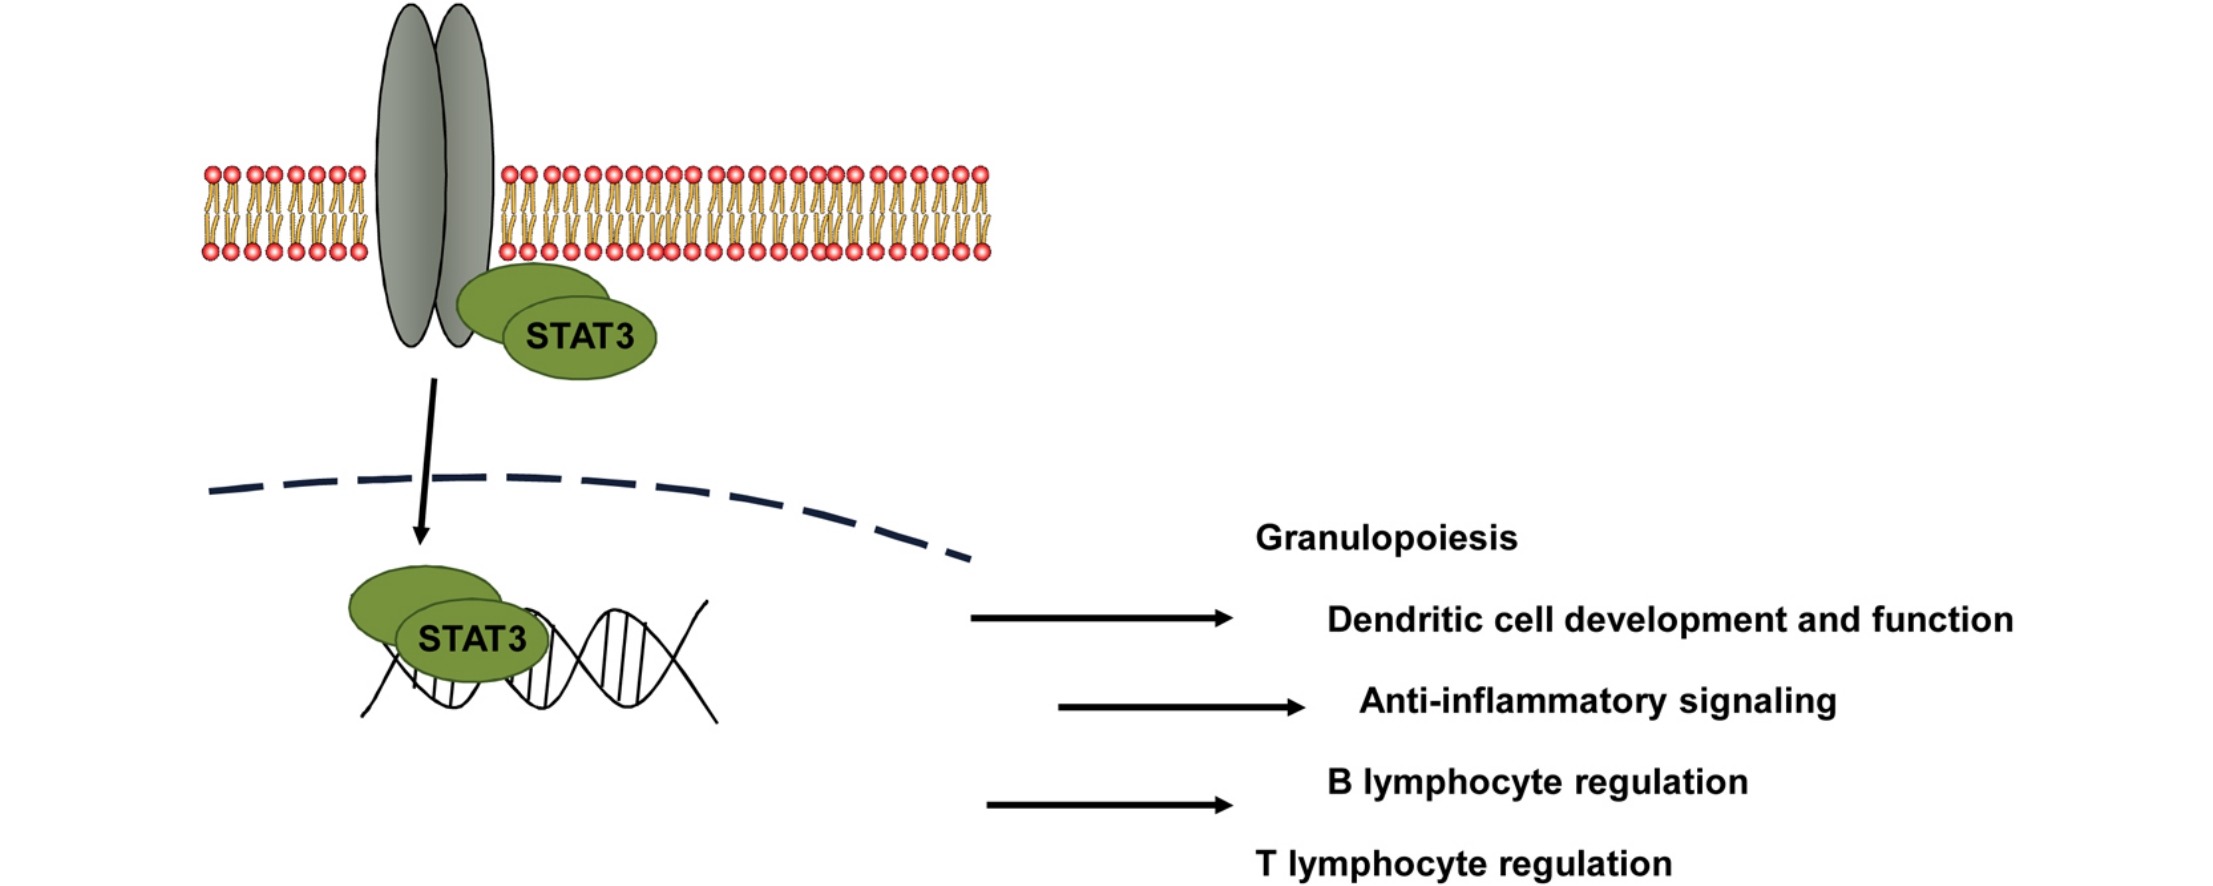 STAT3
STAT3
Granulopoiesis
Dendritic cell development and function
Anti-inflammatory signaling
B lymphocyte regulation
T lymphocyte regulation